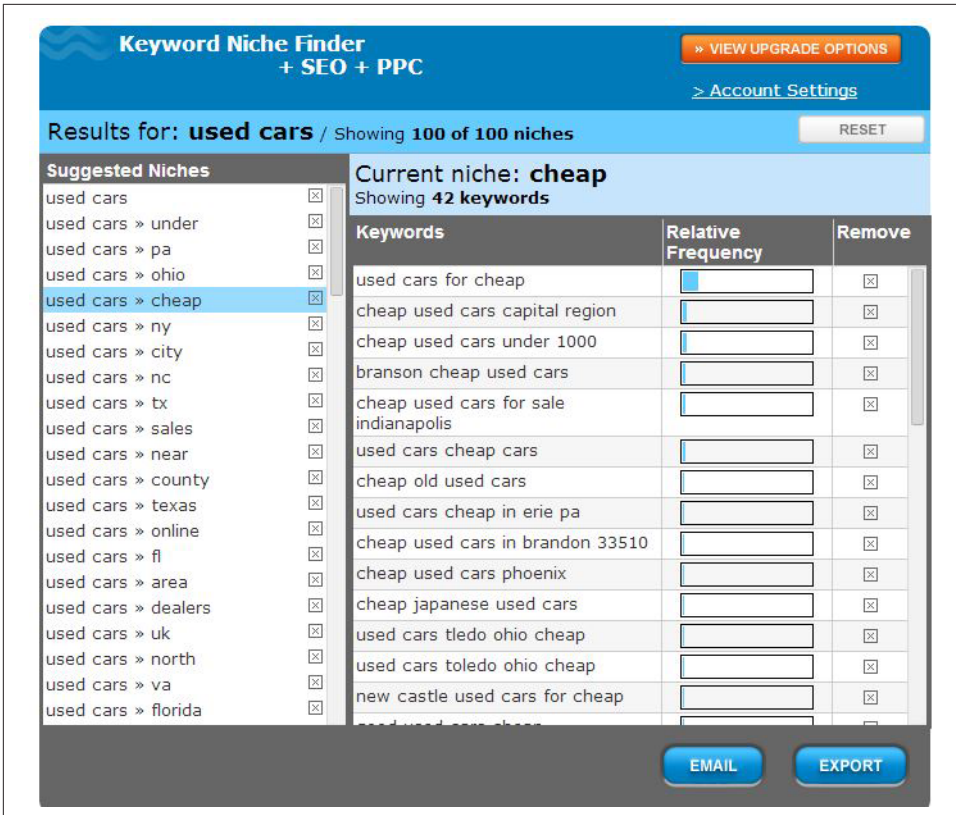 Keyword Niche Finder
+ SEO + PPC
» VIEW UPGRADE OPTIONS
> Account Settings
Results for: used cars / Showing 100 of 100 niches
RESET
Suggested Niches
used cars
used cars » under
used cars » pa
used cars » ohio
used cars » cheap
used cars » ny
used cars » city
used cars » nc
used cars » tx
used cars » sales
used cars » near
used cars » county
used cars » texas
used cars » online
used cars » fl
used cars » area
used cars » dealers
used cars » uk
used cars » north
used cars » va
used cars » florida
Current niche: cheap
Showing 42 keywords
Keywords
Relative
Frequency
Remove
used cars for cheap
cheap used cars capital region
cheap used cars under 1000
branson cheap used cars
cheap used cars for sale
indianapolis
used cars cheap cars
cheap old used cars
used cars cheap in erie pa
cheap used cars in brandon 33510
cheap used cars phoenix
cheap japanese used cars
used cars tledo ohio cheap
used cars toledo ohio cheap
new castle used cars for cheap
used cars cheap
EMAIL
EXPORT